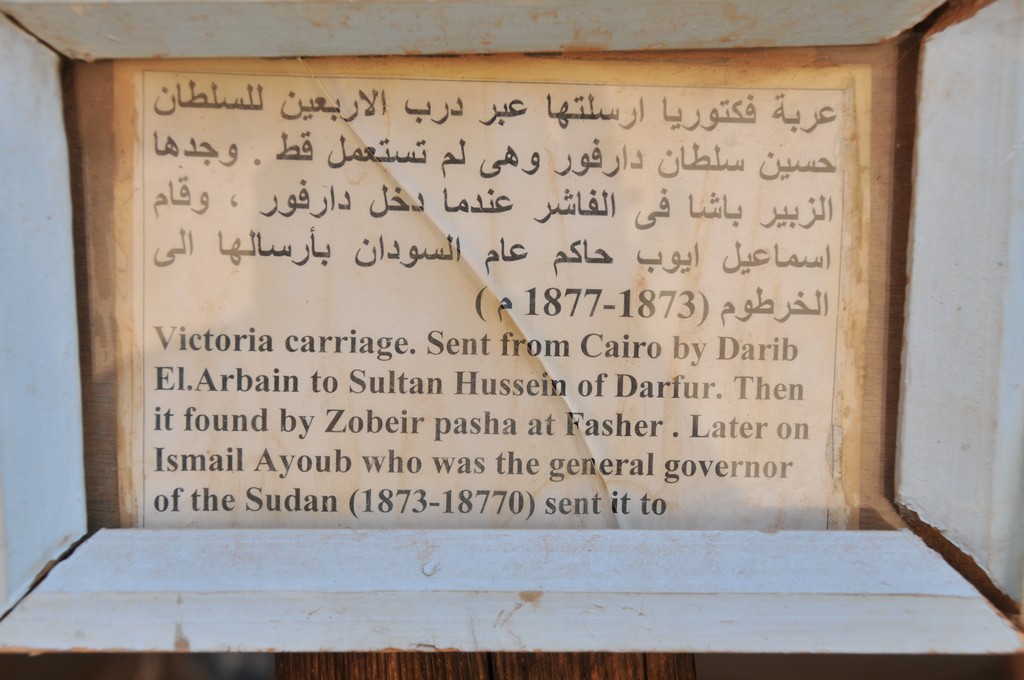 عربة فكتوريا ارسلتها عبر درب الاربعين للسلطان
حسين سلطان دارفور وهى لم تستعمل قط . وجدها
الزبير باشا فى الفاشر عندما دخل دارفور ، وقام
اسماعيل ايوب حاكم عام السودان بأرسالها الى
الخرطوم (1873-1877 م )
Victoria carriage. Sent from Cairo by Darib
El.Arbain to Sultan Hussein of Darfur. Then
it found by Zobeir pasha at Fasher . Later on
Ismail Ayoub who was the general governor
of the Sudan (1873-18770) sent it to